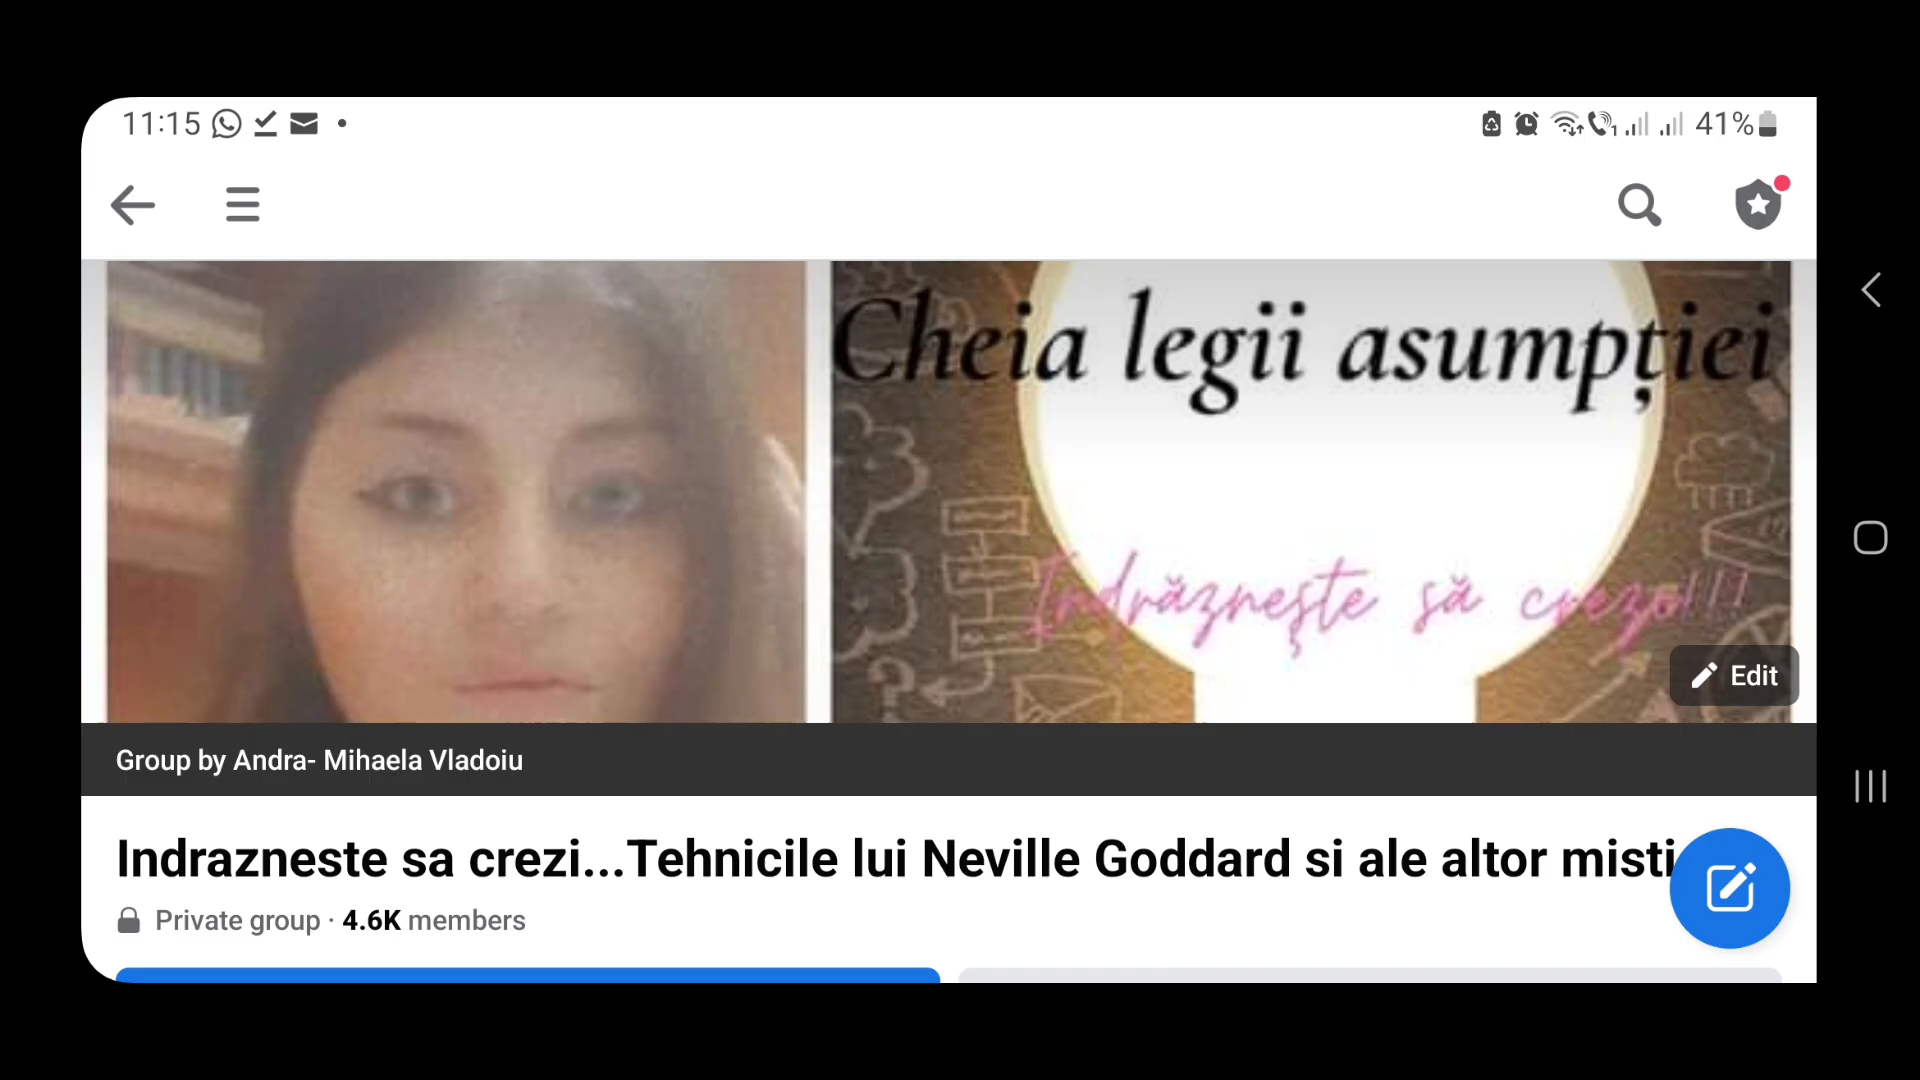 11:15
41%
Cheia legii asumpției
Îndrăznește să crezi!!!
Edit
Group by Andra- Mihaela Vladoiu
Indrazneste sa crezi...Tehnicile lui Neville Goddard si ale altor misti
Private group · 4.6K members